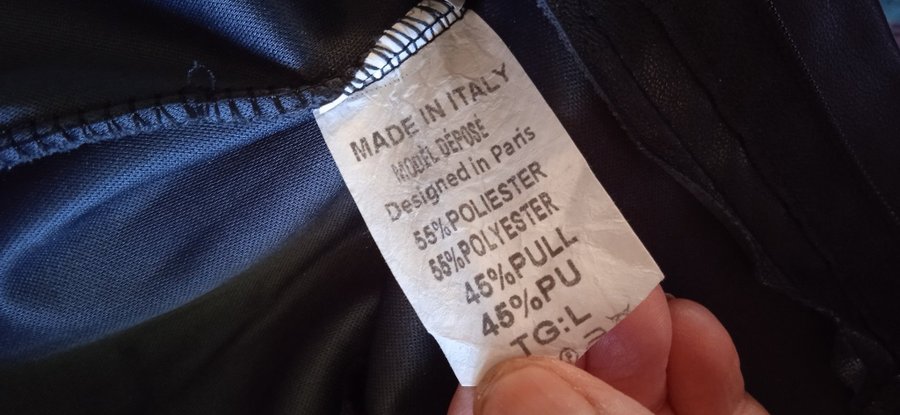 MADE IN ITALY
MODEL DÉPOSÉ
Designed in Paris
55%POLIESTER
55%POLYESTER
45%PULL
45%PU
TG:L